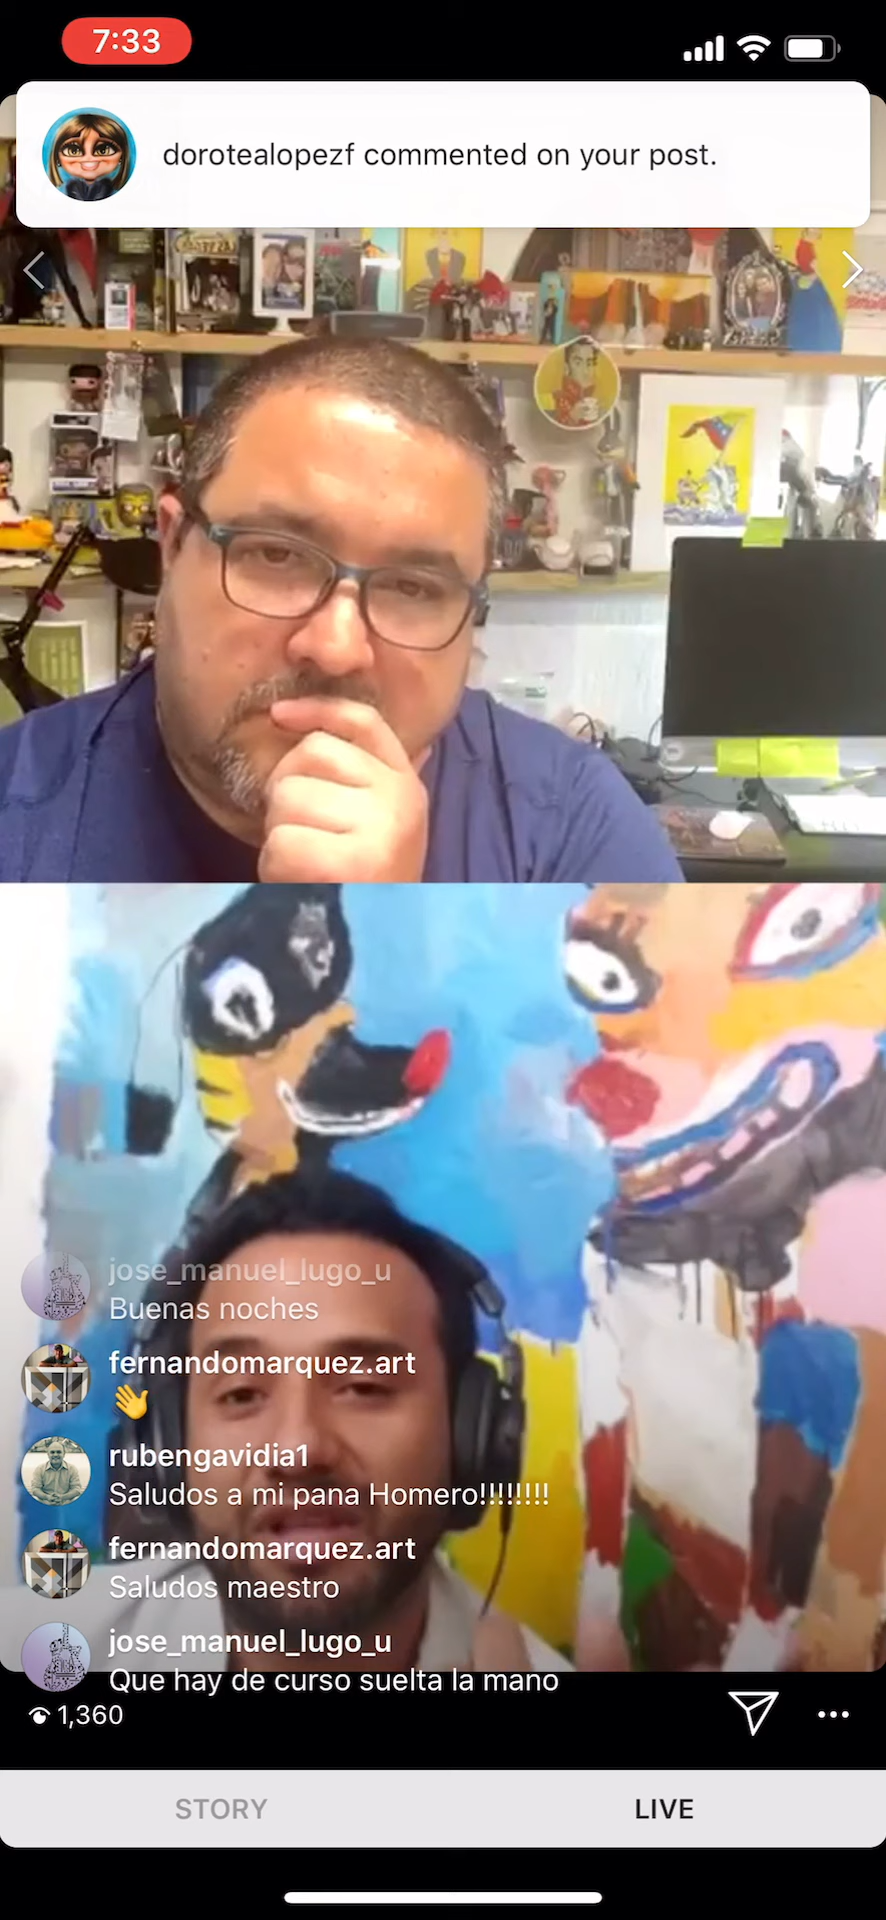 7:33
dorotealopezf commented on your post.
jose_manuel_lugo_u
Buenas noches
fernandomarquez.art
👋
rubengavidia1
Saludos a mi pana Homero!!!!!!!!
fernandomarquez.art
Saludos maestro
jose_manuel_lugo_u
Que hay de curso suelta la mano
1,360
STORY
LIVE